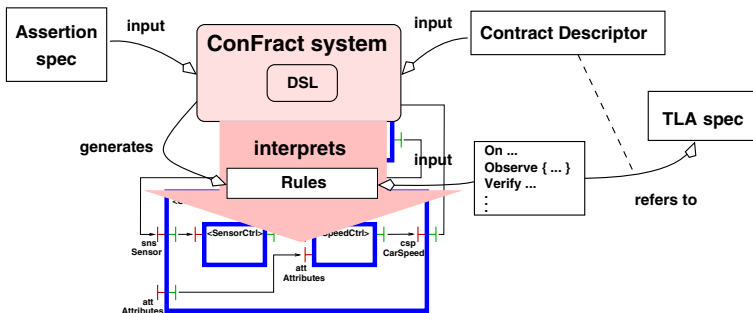 input
input
Assertion
spec
ConFract system
Contract Descriptor
DSL
TLA spec
generates
interprets
input
On ...
Observe { ... }
Verify ...
:
Rules
refers to
<SensorCtrl>
SpeedCtrl>
sns
Sensor
csp
CarSpeed
att
Attributes
att
Attributes